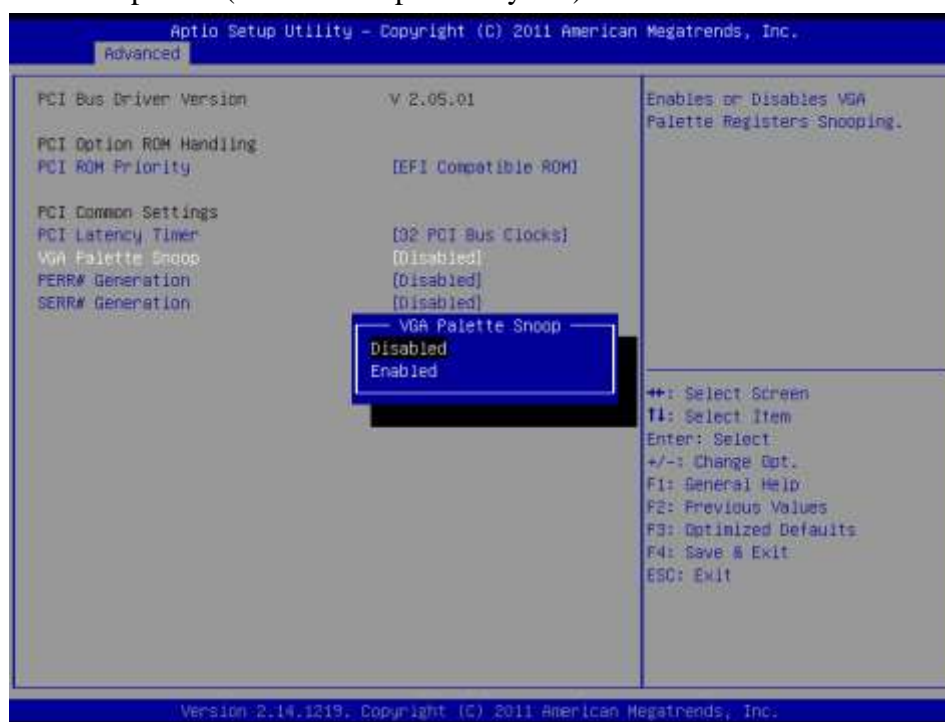 Aptio Setup Utility – Copyright (C) 2011 American Megatrends, Inc.
Advanced
PCI Bus Driver Version V 2.05.01
PCI Option ROM Handling
PCI ROM Priority [EFI Compatible ROM]
PCI Common Settings
PCI Latency Timer [32 PCI Bus Clocks]
VGA Palette Snoop [Disabled]
PERR# Generation [Disabled]
SERR# Generation [Disabled]
VGA Palette Snoop
Disabled
Enabled
Enables or Disables VGA
Palette Registers Snooping.
↔: Select Screen
↑↓: Select Item
Enter: Select
+/-: Change Opt.
F1: General Help
F2: Previous Values
F3: Optimized Defaults
F4: Save & Exit
ESC: Exit
Version 2.14.1219. Copyright (C) 2011 American Megatrends, Inc.